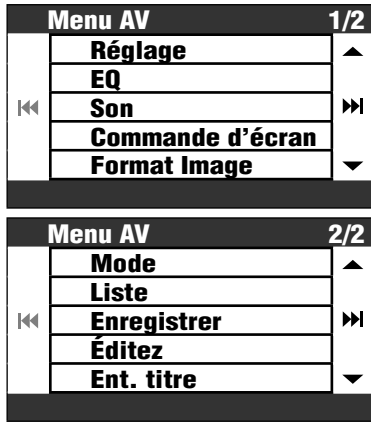 Menu AV 1/2
Réglage
EQ
Son
Commande d’écran
Format Image
Menu AV 2/2
Mode
Liste
Enregistrer
Éditez
Ent. titre